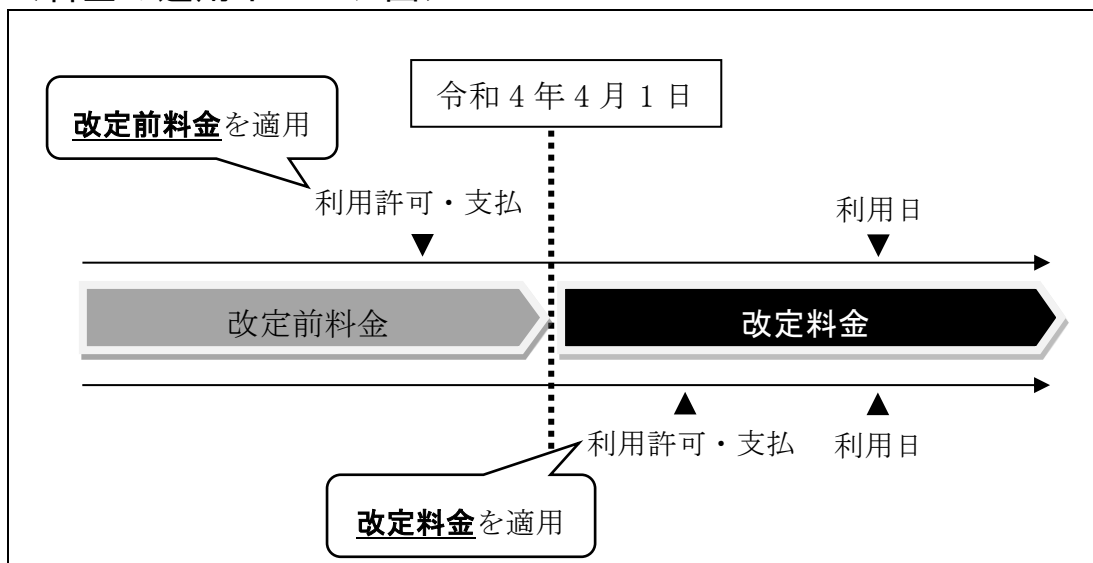 令和４年４月１日
改定前料金を適用
利用許可・支払
利用日
▼
▼
改定前料金
改定料金
▲
▲
利用許可・支払
利用日
改定料金を適用